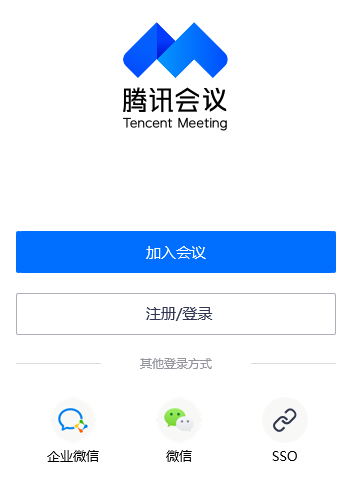 腾讯会议
Tencent Meeting
加入会议
注册/登录
其他登录方式
企业微信
微信
SSO